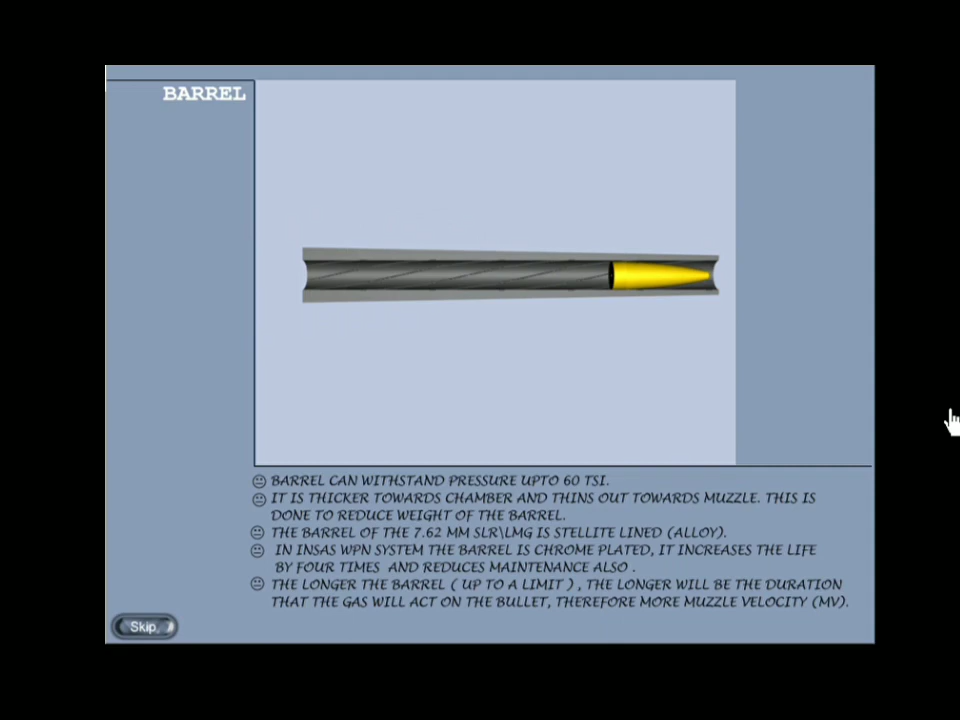 BARREL
BARREL CAN WITHSTAND PRESSURE UPTO 60 TSI.
IT IS THICKER TOWARDS CHAMBER AND THINS OUT TOWARDS MUZZLE. THIS IS
DONE TO REDUCE WEIGHT OF THE BARREL.
THE BARREL OF THE 7.62 MM SLR\LMG IS STELLITE LINED (ALLOY).
IN INSAS WPN SYSTEM THE BARREL IS CHROME PLATED, IT INCREASES THE LIFE
BY FOUR TIMES AND REDUCES MAINTENANCE ALSO .
THE LONGER THE BARREL ( UP TO A LIMIT ) , THE LONGER WILL BE THE DURATION
THAT THE GAS WILL ACT ON THE BULLET, THEREFORE MORE MUZZLE VELOCITY (MV).
Skip